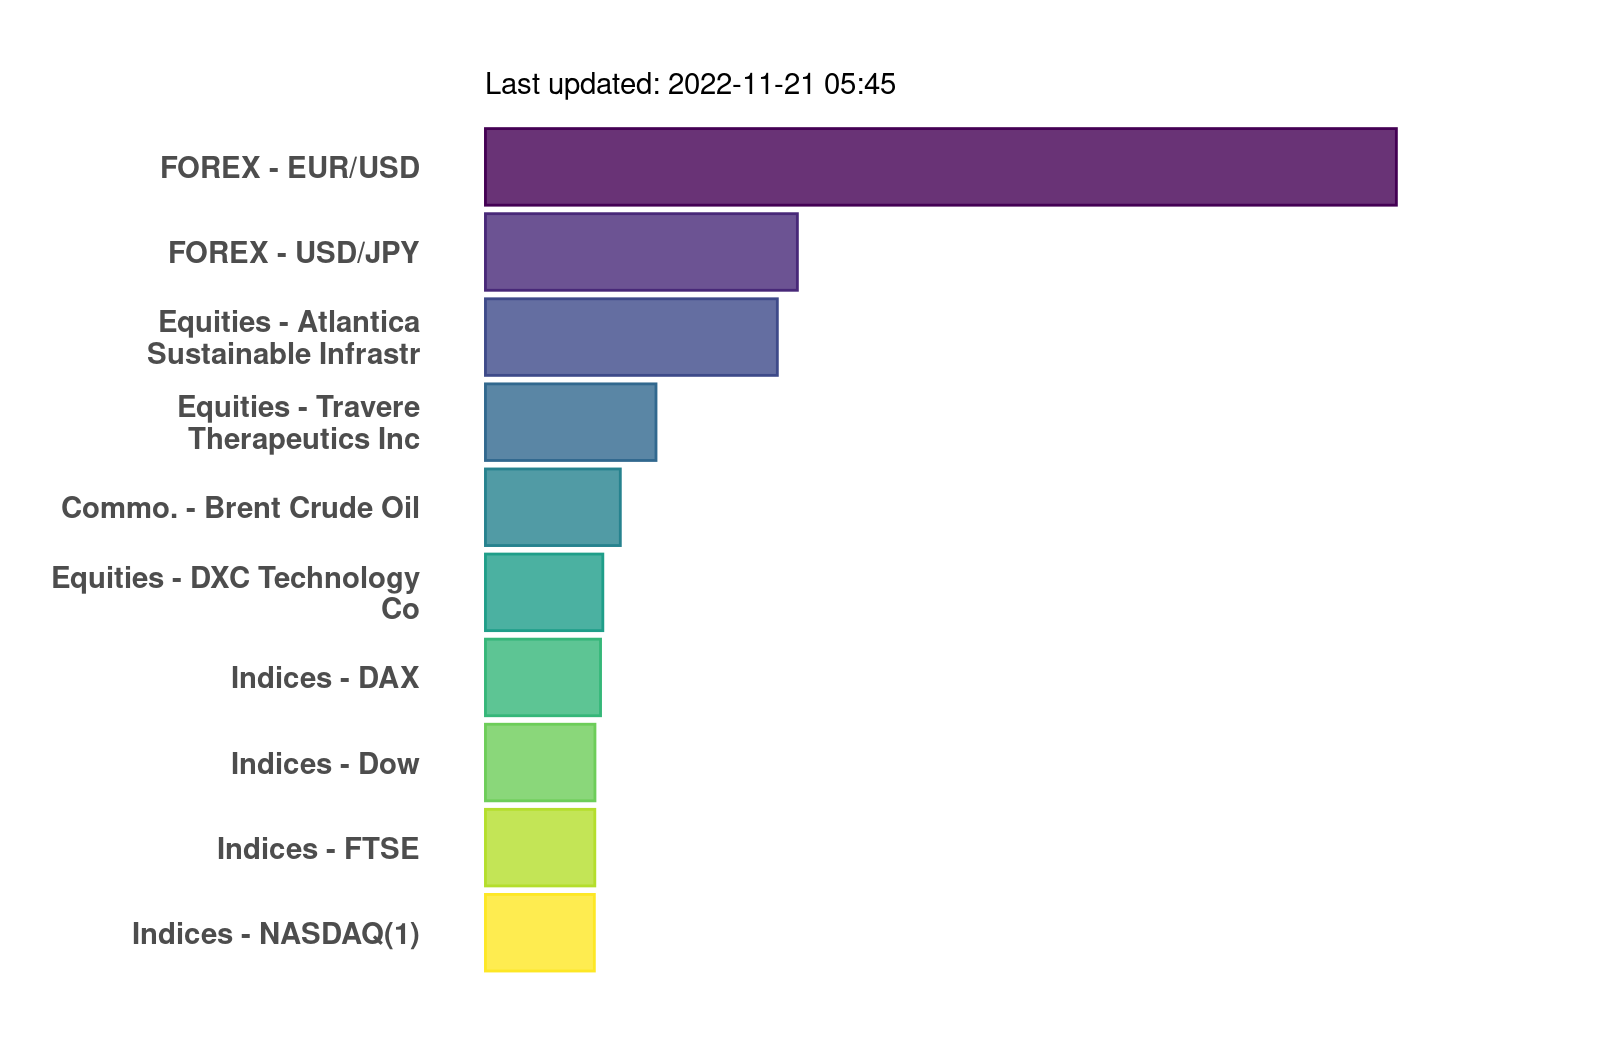 Last updated: 2022-11-21 05:45
FOREX - EUR/USD
FOREX - USD/JPY
Equities - Atlantica
Sustainable Infrastr
Equities - Travere
Therapeutics Inc
Commo. - Brent Crude Oil
Equities - DXC Technology
Co
Indices - DAX
Indices - Dow
Indices - FTSE
Indices - NASDAQ(1)